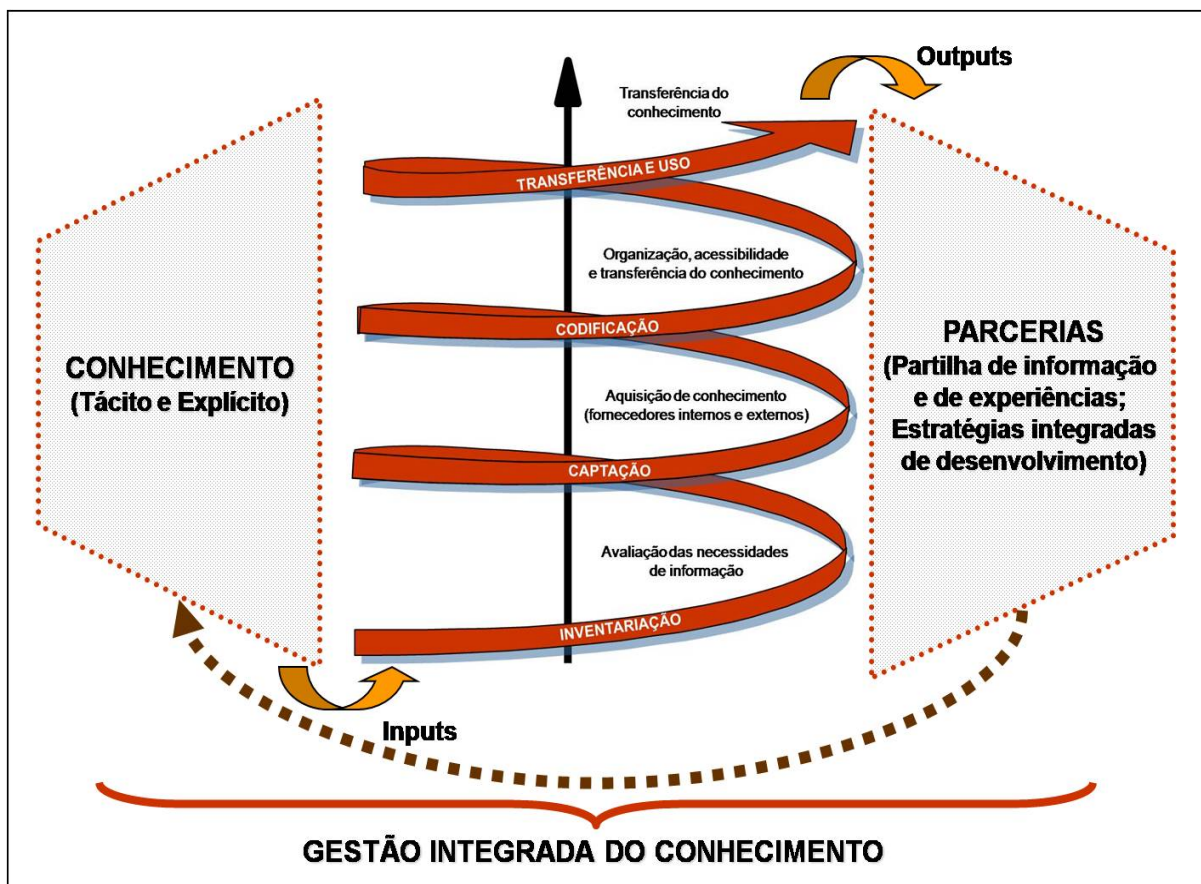 Outputs
Transferência do
conhecimento
TRANSFERÊNCIA E USO
Organização, acessibilidade
e transferência do conhecimento
CODIFICAÇÃO
CONHECIMENTO
(Tácito e Explícito)
PARCERIAS
(Partilha de informação
e de experiências;
Estratégias integradas
de desenvolvimento)
Aquisição de conhecimento
(fornecedores internos e externos)
CAPTAÇÃO
Avaliação das necessidades
de informação
INVENTARIAÇÃO
Inputs
GESTÃO INTEGRADA DO CONHECIMENTO